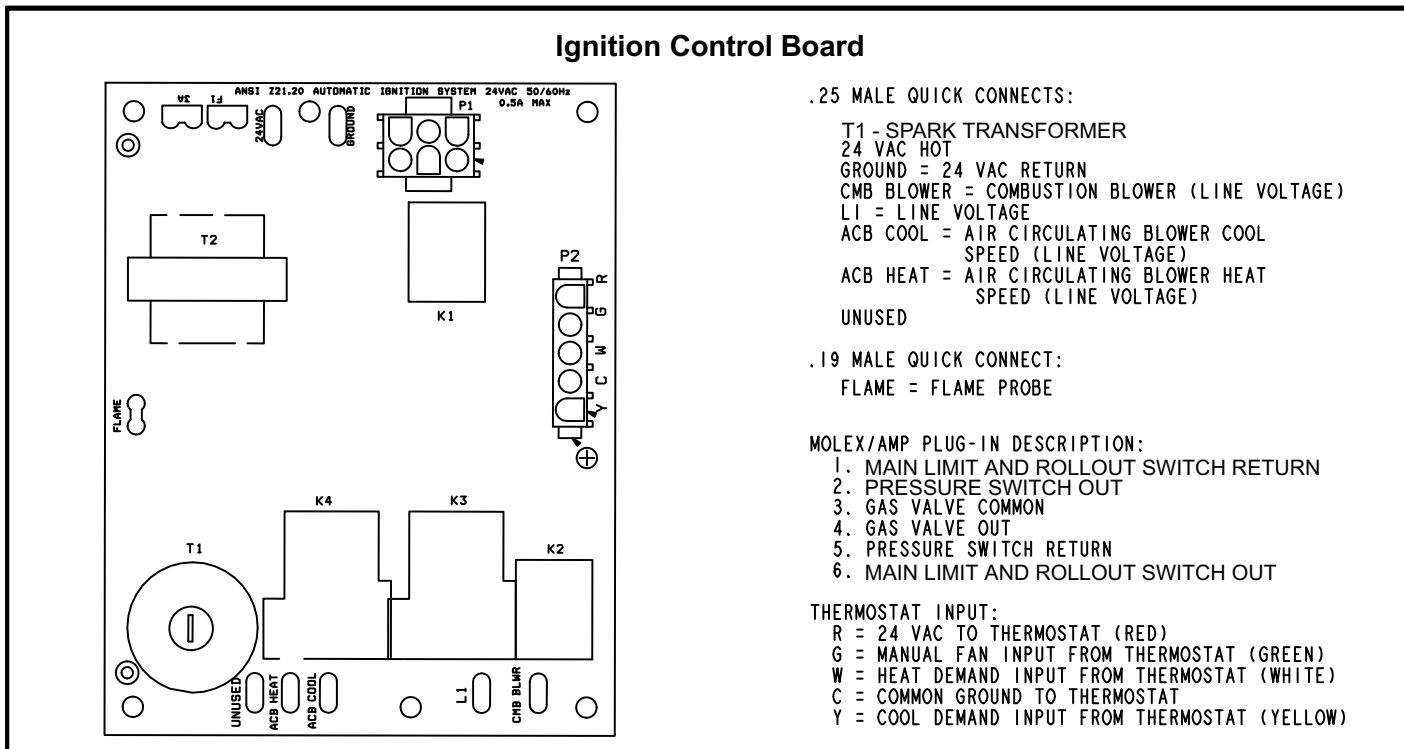 Ignition Control Board
ANSI Z21.20 AUTOMATIC IGNITION SYSTEM 24VAC 50/60Hz
0.5A MAX
3A
F1
24VAC
GROUND
P1
T2
K1
P2
R
G
W
C
Y
FLAME
K4
K3
K2
T1
UNUSED
ACB HEAT
ACB COOL
L1
CMB BLWR
.25 MALE QUICK CONNECTS:
T1 - SPARK TRANSFORMER
24 VAC HOT
GROUND = 24 VAC RETURN
CMB BLOWER = COMBUSTION BLOWER (LINE VOLTAGE)
L1 = LINE VOLTAGE
ACB COOL = AIR CIRCULATING BLOWER COOL
SPEED (LINE VOLTAGE)
ACB HEAT = AIR CIRCULATING BLOWER HEAT
SPEED (LINE VOLTAGE)
UNUSED
.19 MALE QUICK CONNECT:
FLAME = FLAME PROBE
MOLEX/AMP PLUG-IN DESCRIPTION:
1. MAIN LIMIT AND ROLLOUT SWITCH RETURN
2. PRESSURE SWITCH OUT
3. GAS VALVE COMMON
4. GAS VALVE OUT
5. PRESSURE SWITCH RETURN
6. MAIN LIMIT AND ROLLOUT SWITCH OUT
THERMOSTAT INPUT:
R = 24 VAC TO THERMOSTAT (RED)
G = MANUAL FAN INPUT FROM THERMOSTAT (GREEN)
W = HEAT DEMAND INPUT FROM THERMOSTAT (WHITE)
C = COMMON GROUND TO THERMOSTAT
Y = COOL DEMAND INPUT FROM THERMOSTAT (YELLOW)